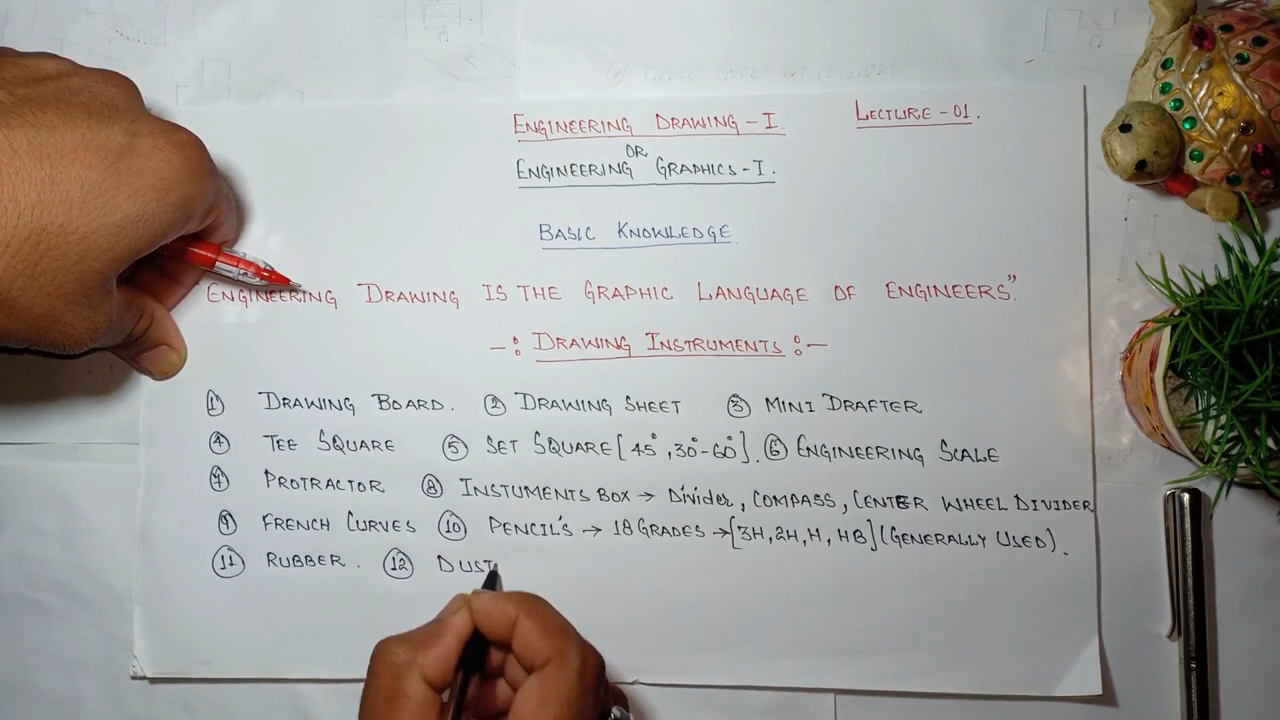 ENGINEERING DRAWING - I. LECTURE - 01.
OR
ENGINEERING GRAPHICS - I.
BASIC KNOWLEDGE
"ENGINEERING DRAWING IS THE GRAPHIC LANGUAGE OF ENGINEERS".
-: DRAWING INSTRUMENTS :-
① DRAWING BOARD. ② DRAWING SHEET ③ MINI DRAFTER
④ TEE SQUARE ⑤ SET SQUARE [45°, 30°-60°]. ⑥ ENGINEERING SCALE
⑦ PROTRACTOR ⑧ INSTUMENTS BOX → Divider, COMPASS, CENTER WHEEL DIVIDER
⑨ FRENCH CURVES ⑩ PENCIL'S → 18 GRADES → [3H, 2H, H, HB] (GENERALLY USED).
⑪ RUBBER. ⑫ DUST